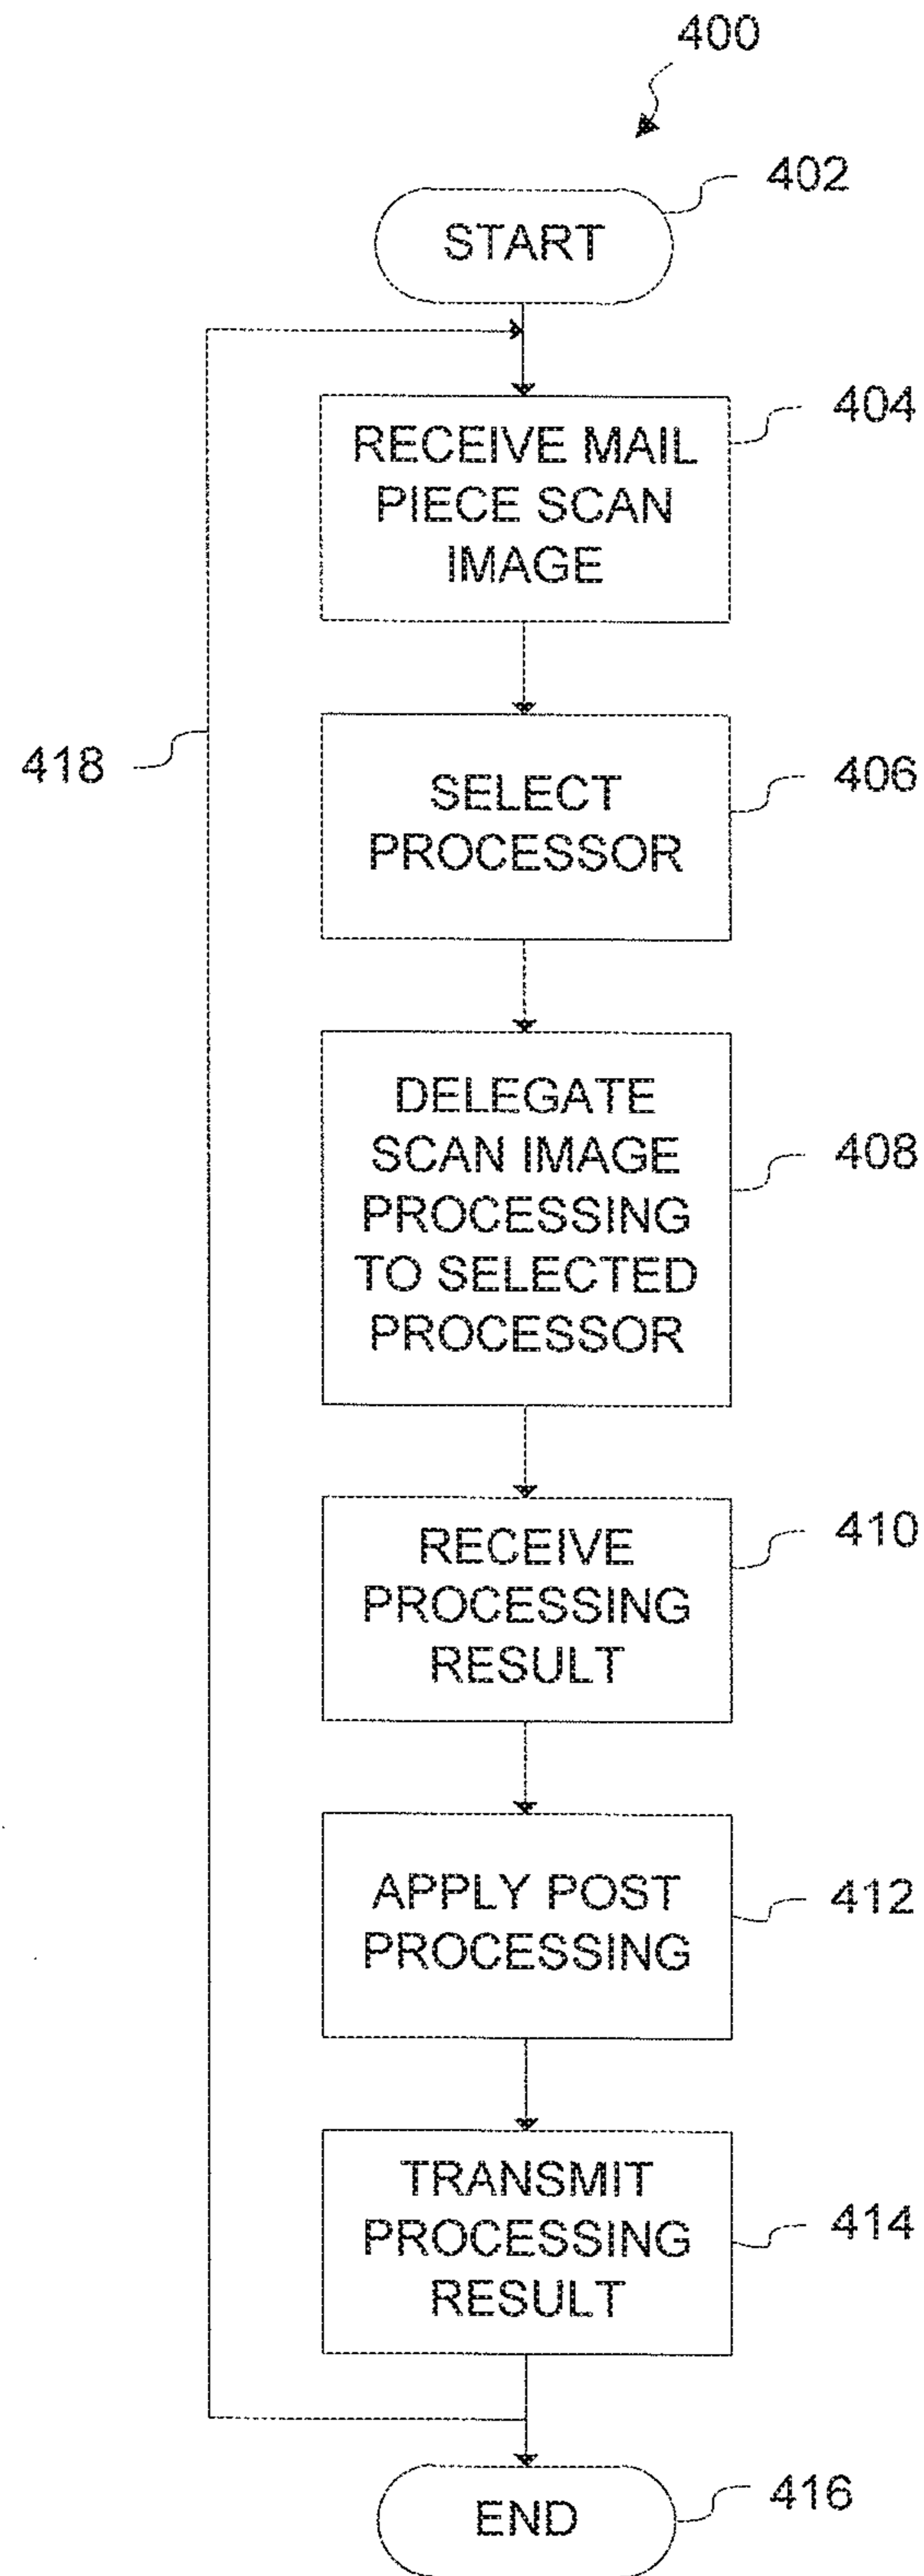 400
402
START
404
RECEIVE MAIL
PIECE SCAN
IMAGE
418
406
SELECT
PROCESSOR
408
DELEGATE
SCAN IMAGE
PROCESSING
TO SELECTED
PROCESSOR
410
RECEIVE
PROCESSING
RESULT
412
APPLY POST
PROCESSING
414
TRANSMIT
PROCESSING
RESULT
416
END